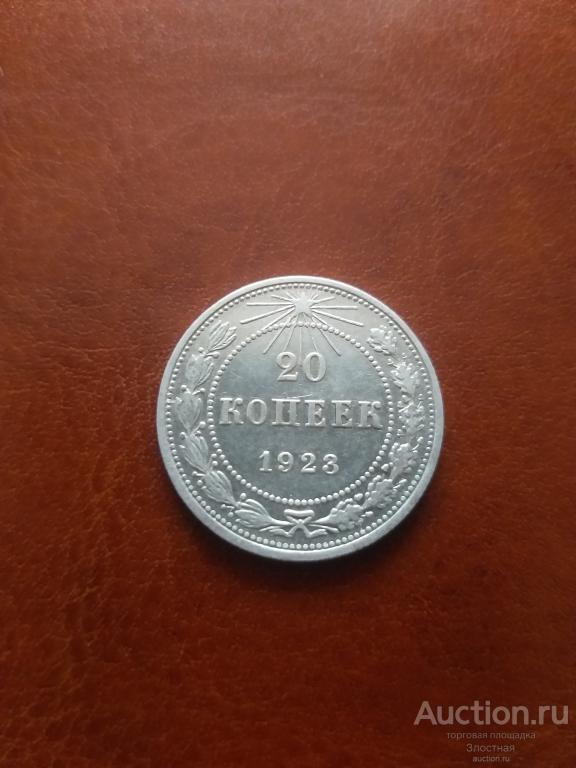 20
КОПЕЕК
1923
Auction.ru
торговая площадка
Злостная
auction.ru